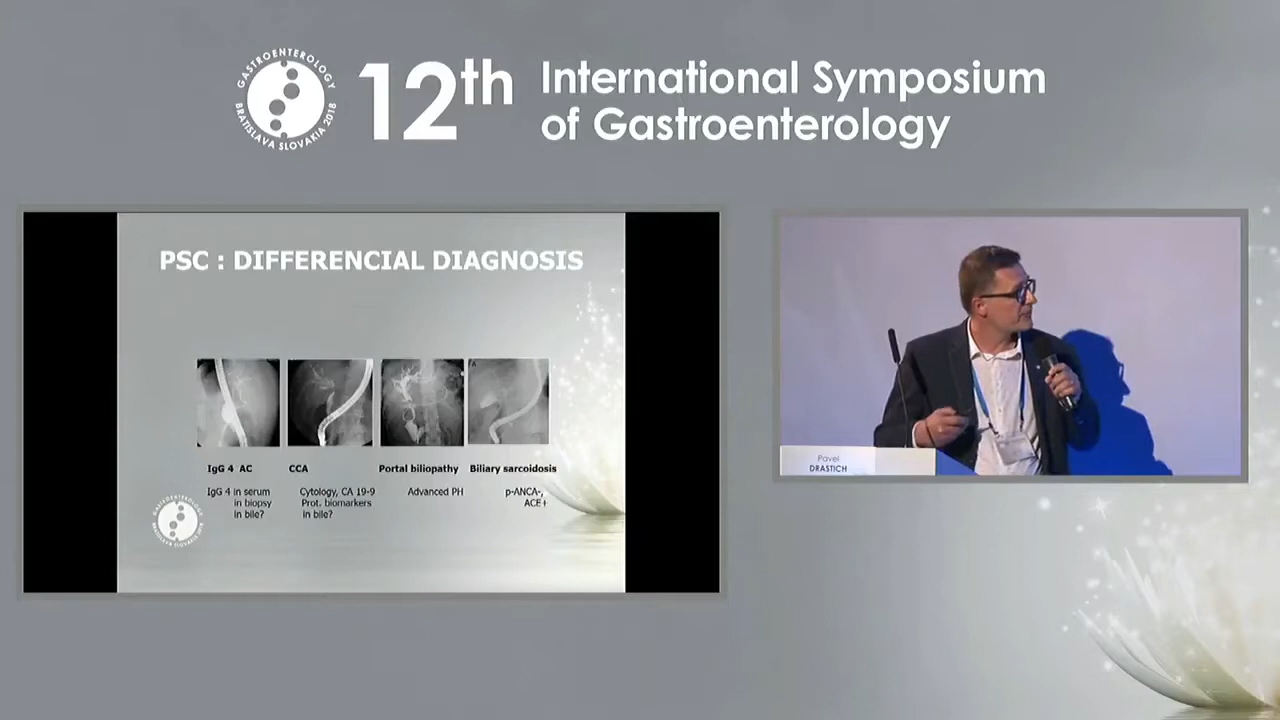 GASTROENTEROLOGY
BRATISLAVA SLOVAKIA 2018
12th
International Symposium
of Gastroenterology
PSC : DIFFERENCIAL DIAGNOSIS
IgG 4 AC
IgG 4 in serum
in biopsy
in bile?
CCA
Cytology, CA 19-9
Prot. biomarkers
in bile?
Portal biliopathy
Advanced PH
Biliary sarcoidosis
p-ANCA-,
ACE+
GASTROENTEROLOGY
Pavel
DRASTICH